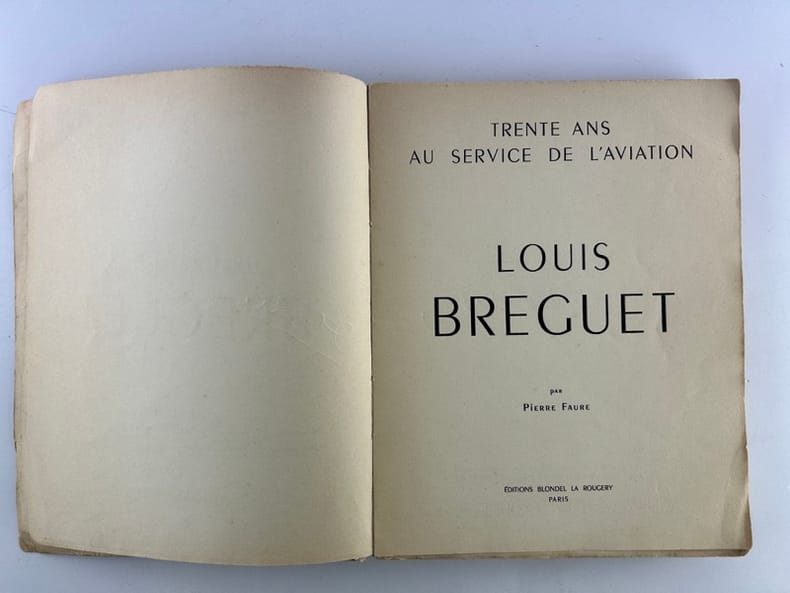 TRENTE ANS
AU SERVICE DE L'AVIATION
LOUIS
BREGUET
PAR
PIERRE FAURE
ÉDITIONS BLONDEL LA ROUGERY
PARIS